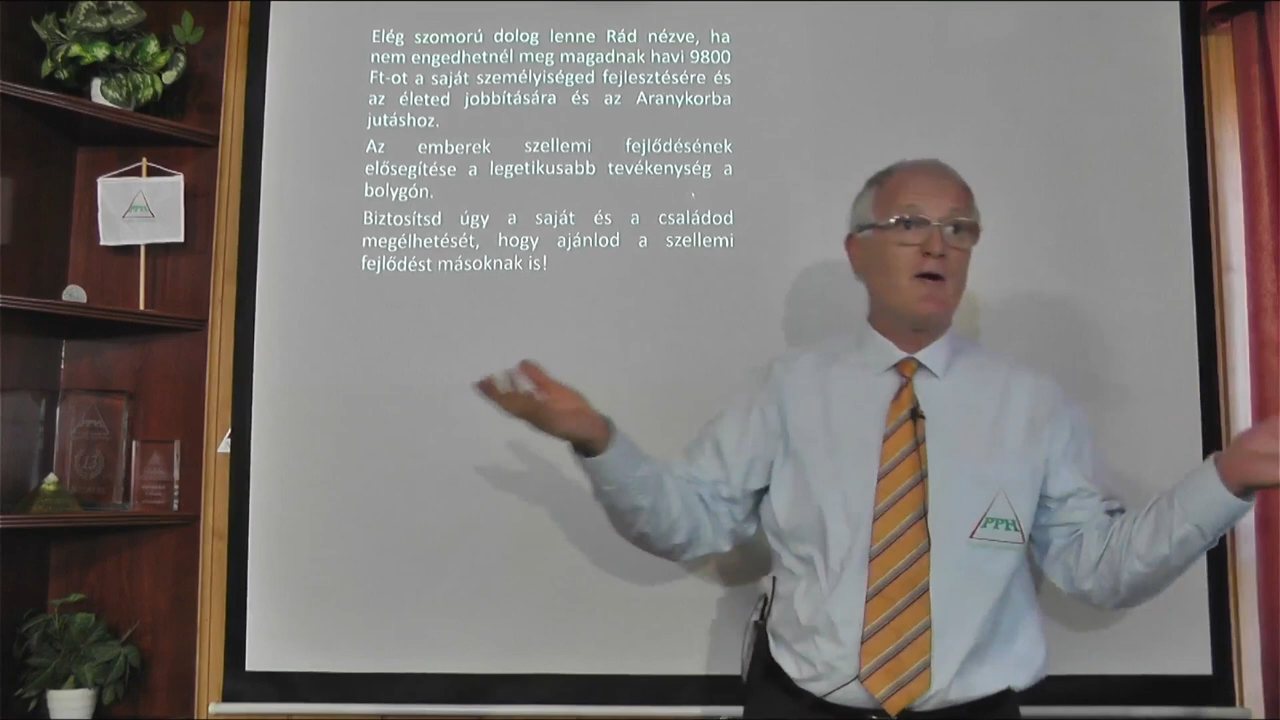 Elég szomorú dolog lenne Rád nézve, ha
nem engedhetnél meg magadnak havi 9800
Ft-ot a saját személyiséged fejlesztésére és
az életed jobbítására és az Aranykorba
jutáshoz.
Az emberek szellemi fejlődésének
elősegítése a legetikusabb tevékenység a
bolygón.
Biztosítsd úgy a saját és a családod
megélhetését, hogy ajánlod a szellemi
fejlődést másoknak is!
PPH
PPH
13
PPH